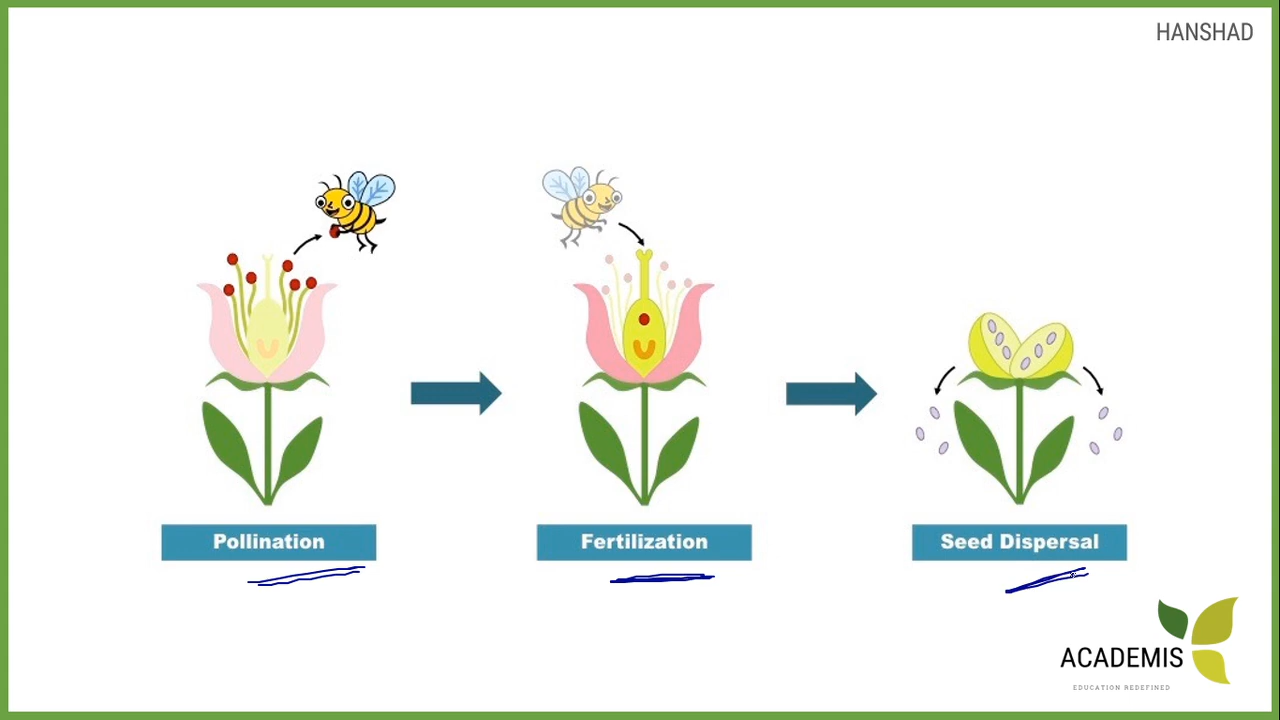 HANSHAD
Pollination
Fertilization
Seed Dispersal
ACADEMIS
EDUCATION REDEFINED